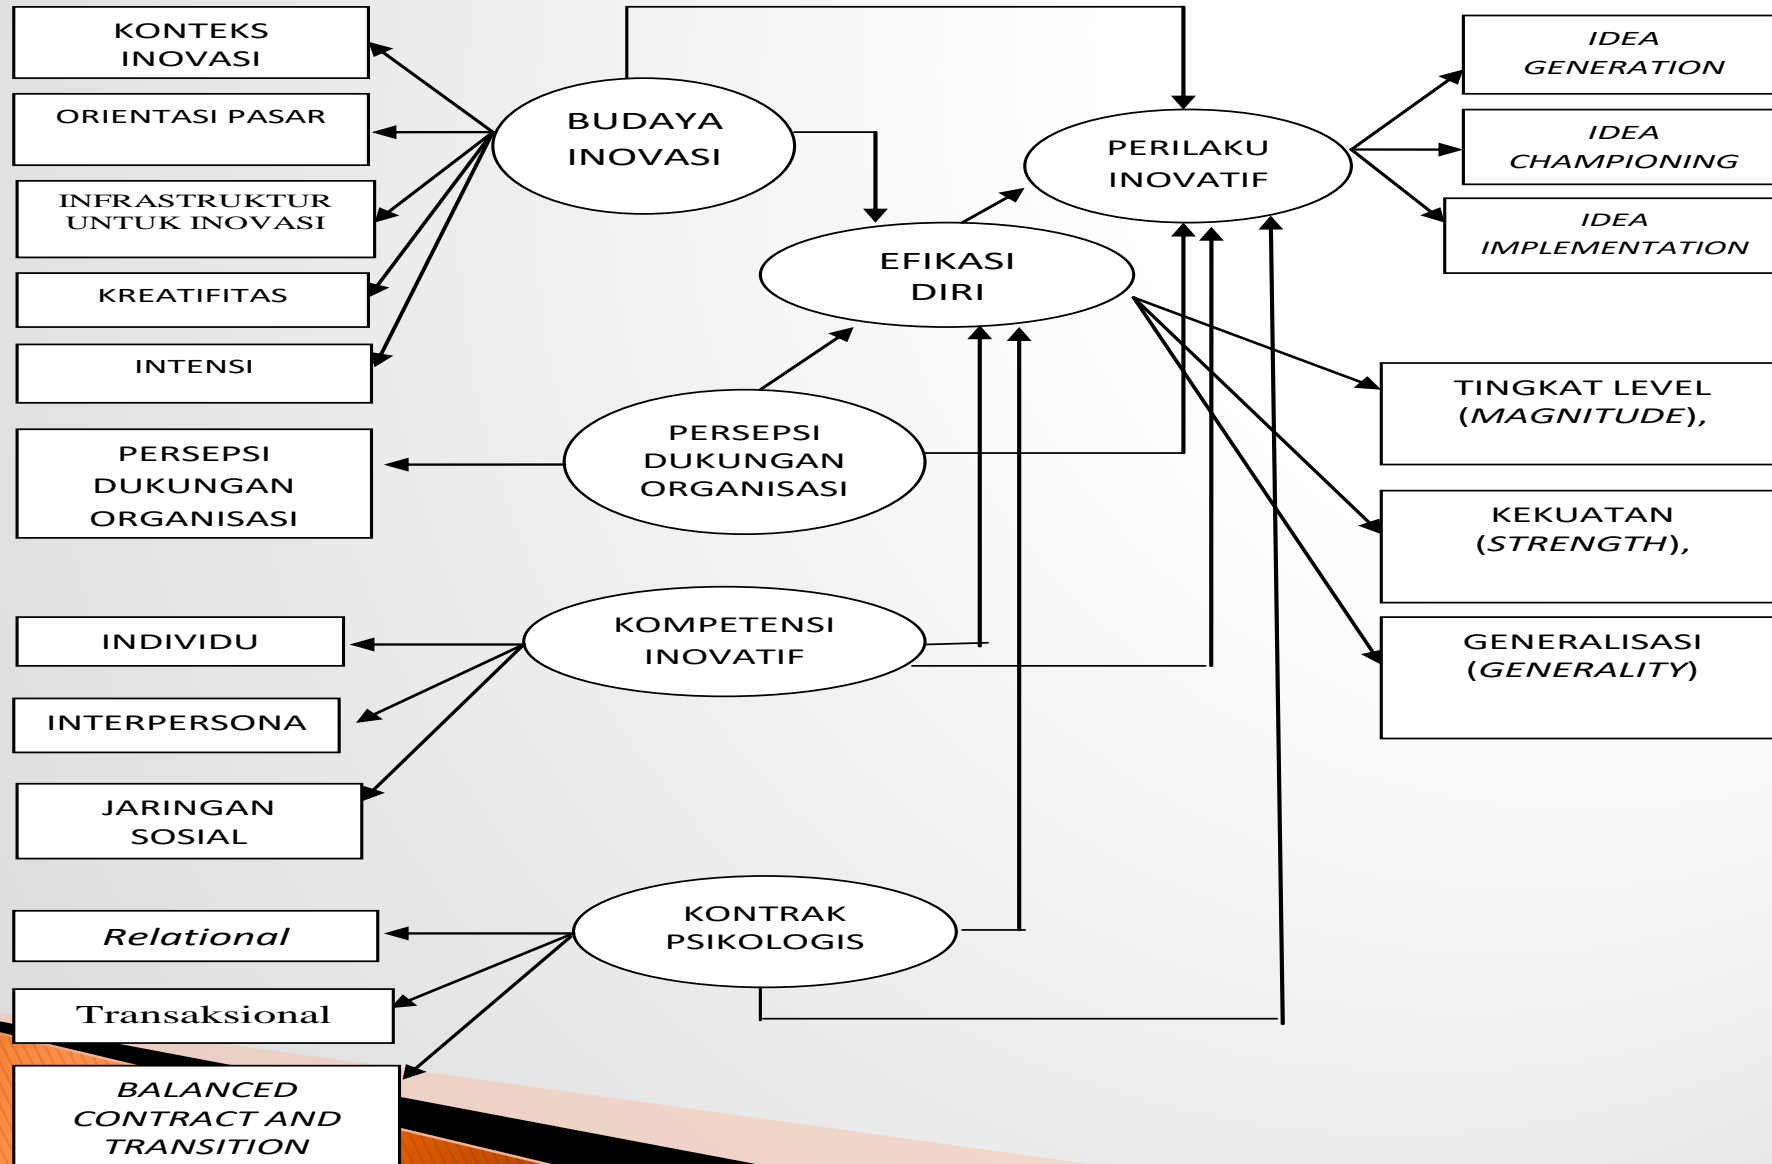 KONTEKS
INOVASI
ORIENTASI PASAR
INFRASTRUKTUR
UNTUK INOVASI
KREATIFITAS
INTENSI
PERSEPSI
DUKUNGAN
ORGANISASI
INDIVIDU
INTERPERSONA
JARINGAN
SOSIAL
Relational
Transaksional
BALANCED
CONTRACT AND
TRANSITION
BUDAYA
INOVASI
EFIKASI
DIRI
PERSEPSI
DUKUNGAN
ORGANISASI
KOMPETENSI
INOVATIF
KONTRAK
PSIKOLOGIS
PERILAKU
INOVATIF
IDEA
GENERATION
IDEA
CHAMPIONING
IDEA
IMPLEMENTATION
TINGKAT LEVEL
(MAGNITUDE),
KEKUATAN
(STRENGTH),
GENERALISASI
(GENERALITY)